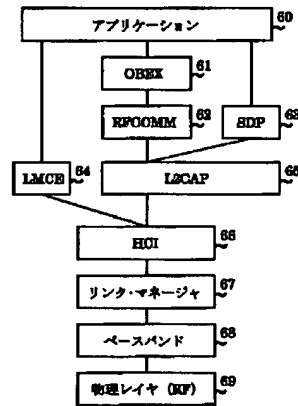 アプリケーション 60
OBEX 61
RFCOMM 62
SDP 63
LMCE 64
L2CAP 65
HCI 66
リンク・マネージャ 67
ベースバンド 68
物理レイヤ (RF) 69